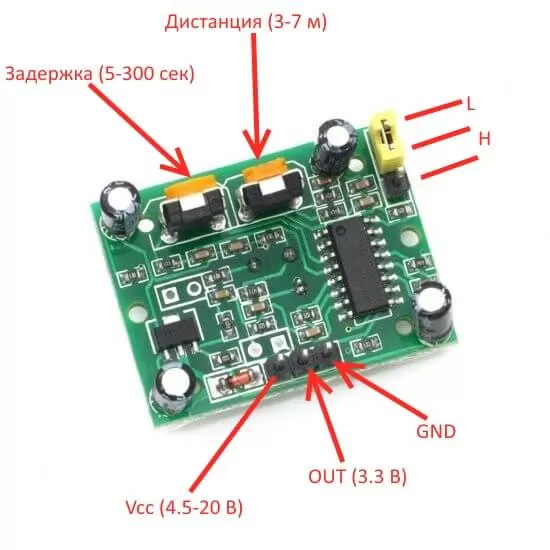 Дистанция (3-7 м)
Задержка (5-300 сек)
L
H
GND
OUT (3.3 В)
Vcc (4.5-20 В)